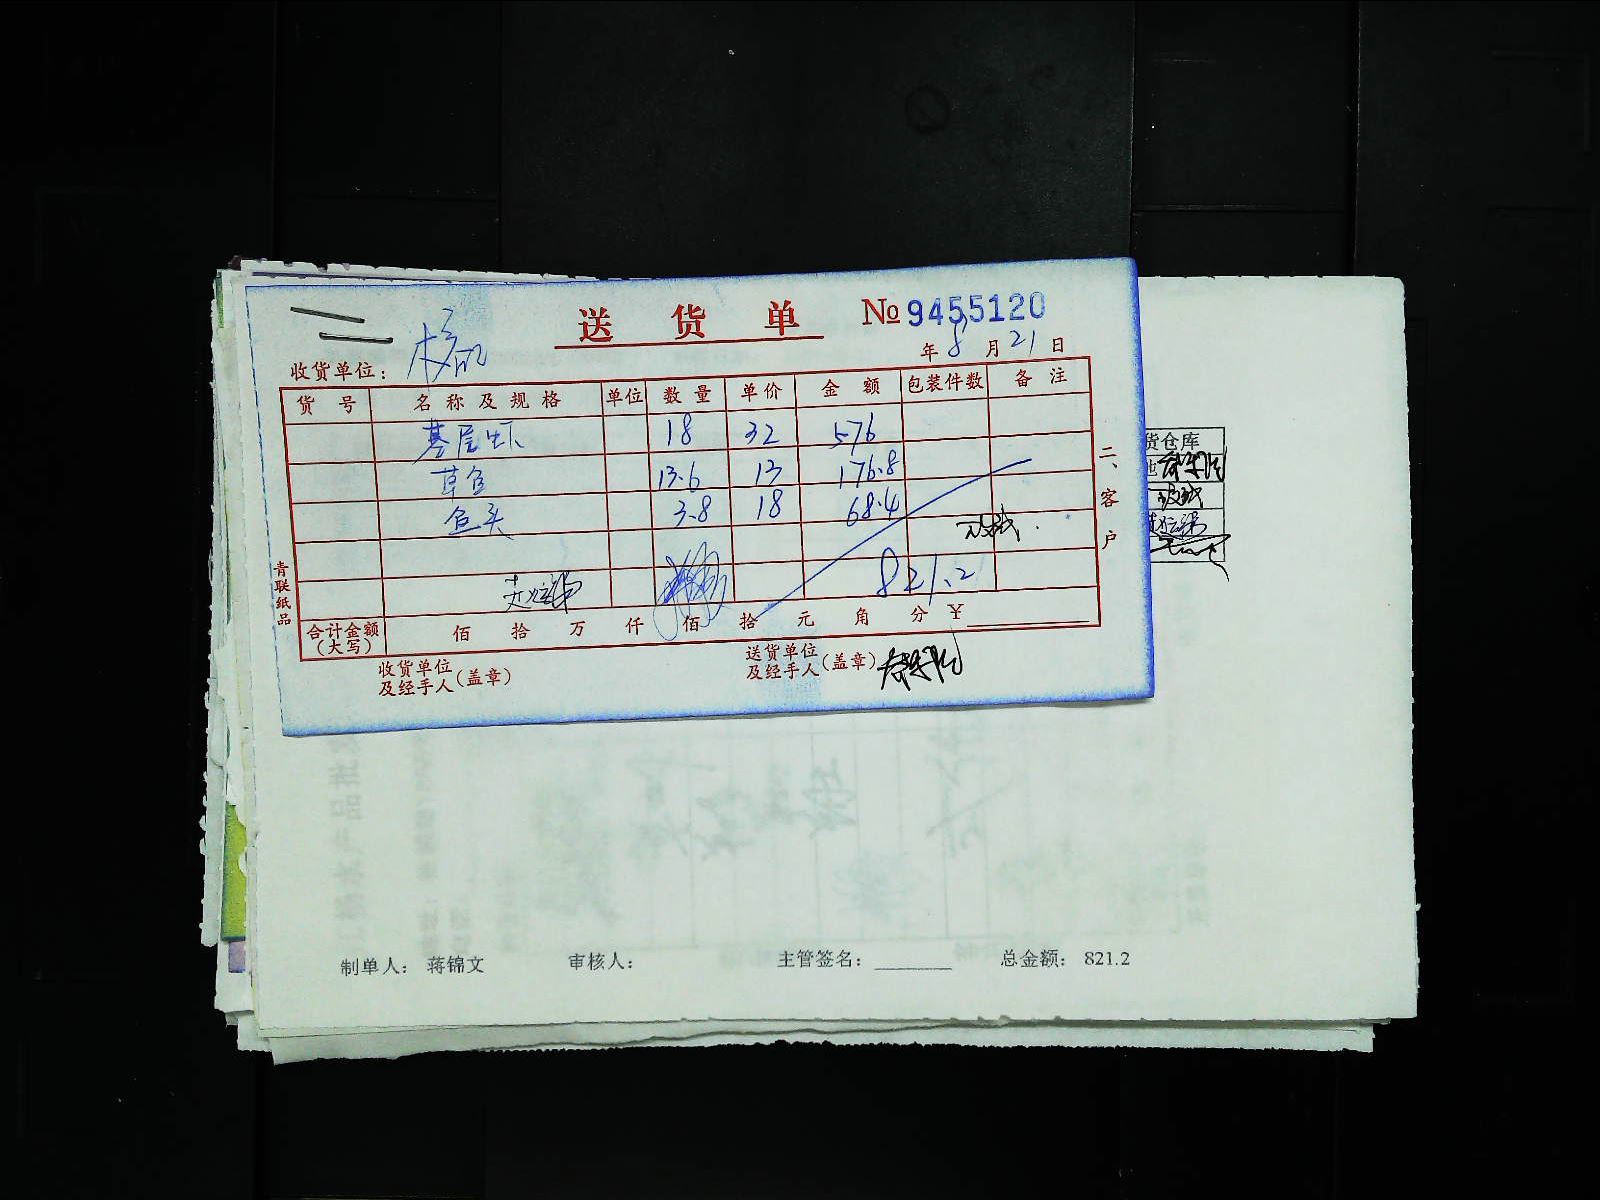 送货单 №9455120
年 8 月 21 日
收货单位：
货号 名称及规格 单位 数量 单价 金额 包装件数 备注
基尾虾 18 32 576
草鱼 13.6 13 176.8
鱼头 3.8 18 68.4
821.2
合计金额（大写） 佰 拾 万 仟 佰 拾 元 角 分 ¥
收货单位及经手人（盖章）
送货单位及经手人（盖章）
二、客户
青联纸品
货仓库
制单人： 蒋锦文 审核人： 主管签名： 总金额： 821.2